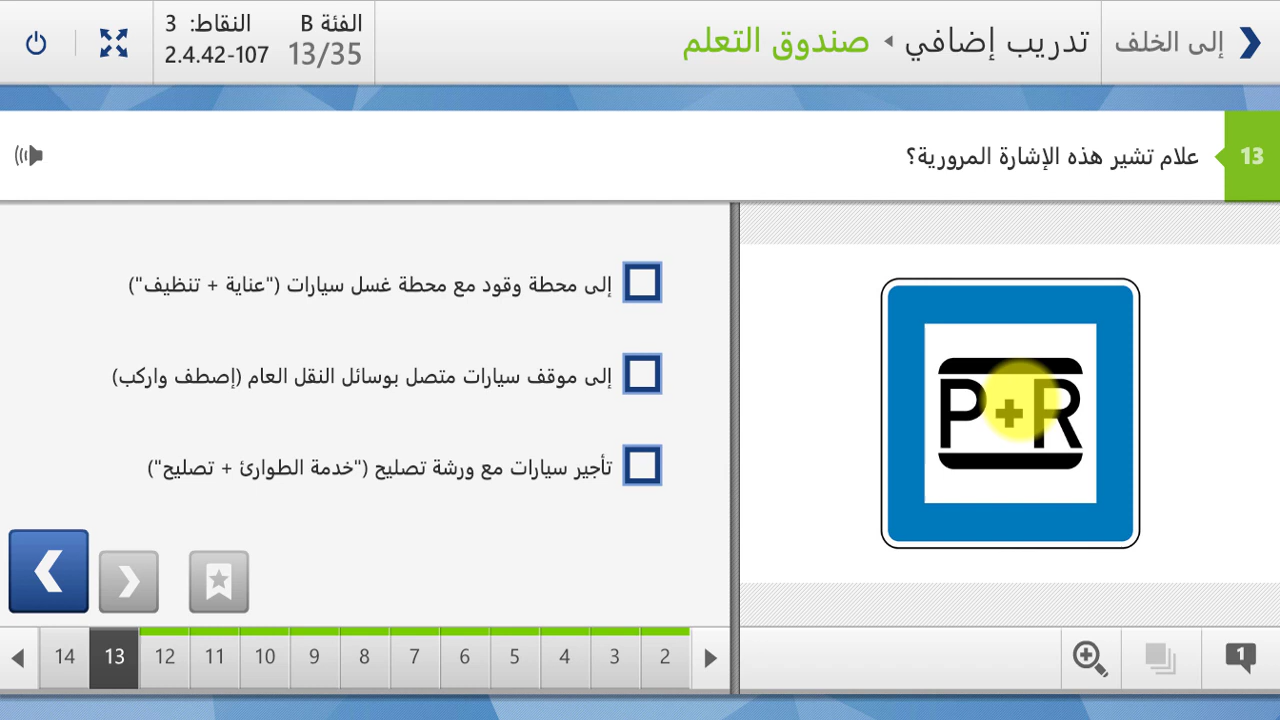 إلى الخلف
تدريب إضافي ◂ صندوق التعلم
الفئة B
13/35
النقاط: 3
2.4.42-107
13
علام تشير هذه الإشارة المرورية؟
P+R
إلى محطة وقود مع محطة غسل سيارات ("عناية + تنظيف")
إلى موقف سيارات متصل بوسائل النقل العام (إصطف واركب)
تأجير سيارات مع ورشة تصليح ("خدمة الطوارئ + تصليح")
1
2 3 4 5 6 7 8 9 10 11 12 13 14